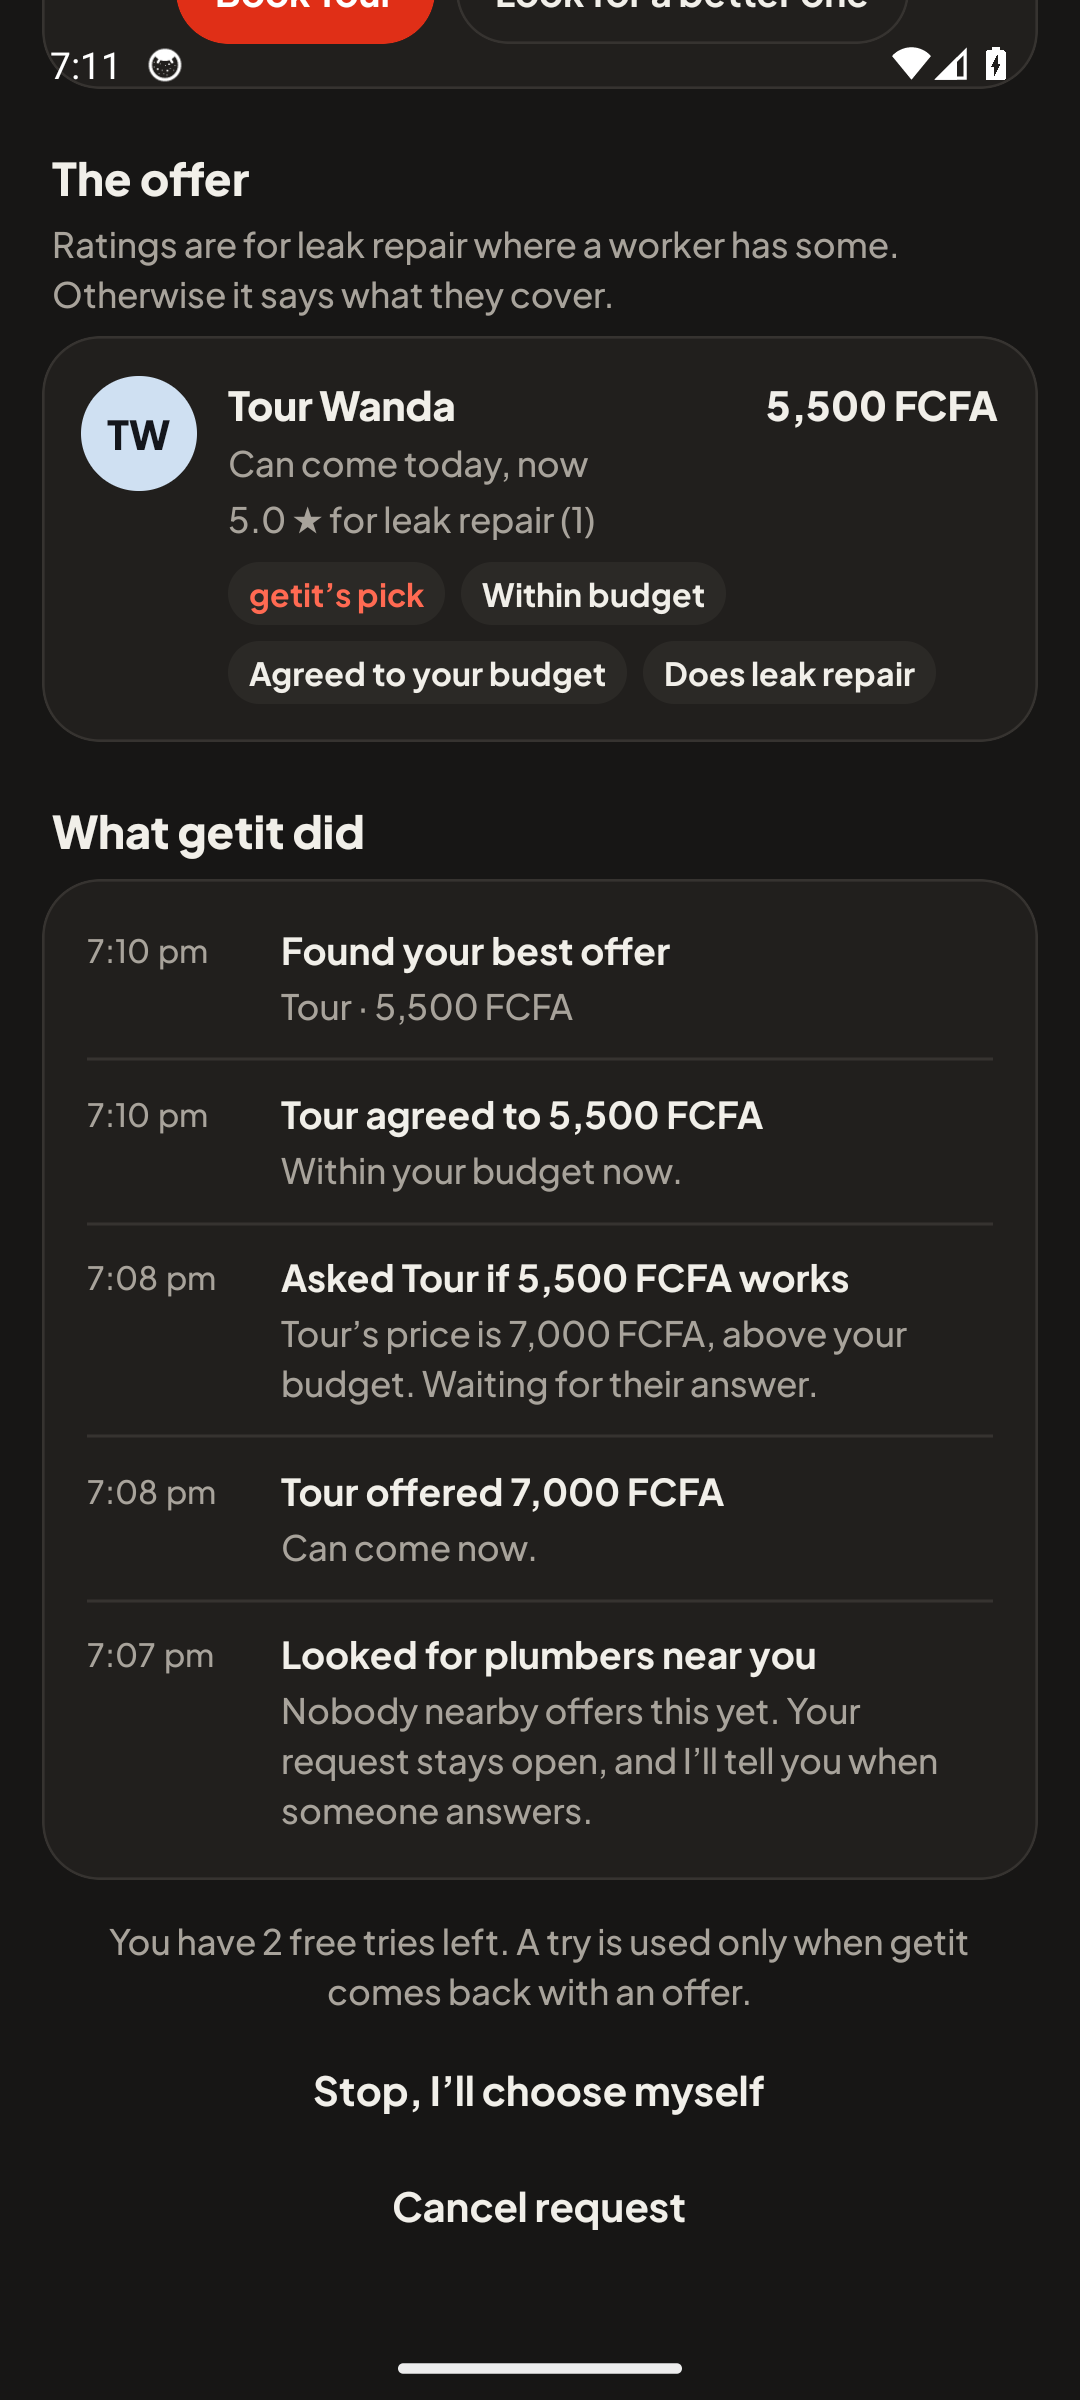 Book Tour
Look for a better one
7:11
The offer
Ratings are for leak repair where a worker has some.
Otherwise it says what they cover.
TW
Tour Wanda
5,500 FCFA
Can come today, now
5.0 ★ for leak repair (1)
getit’s pick
Within budget
Agreed to your budget
Does leak repair
What getit did
7:10 pm
Found your best offer
Tour · 5,500 FCFA
7:10 pm
Tour agreed to 5,500 FCFA
Within your budget now.
7:08 pm
Asked Tour if 5,500 FCFA works
Tour’s price is 7,000 FCFA, above your
budget. Waiting for their answer.
7:08 pm
Tour offered 7,000 FCFA
Can come now.
7:07 pm
Looked for plumbers near you
Nobody nearby offers this yet. Your
request stays open, and I’ll tell you when
someone answers.
You have 2 free tries left. A try is used only when getit
comes back with an offer.
Stop, I’ll choose myself
Cancel request